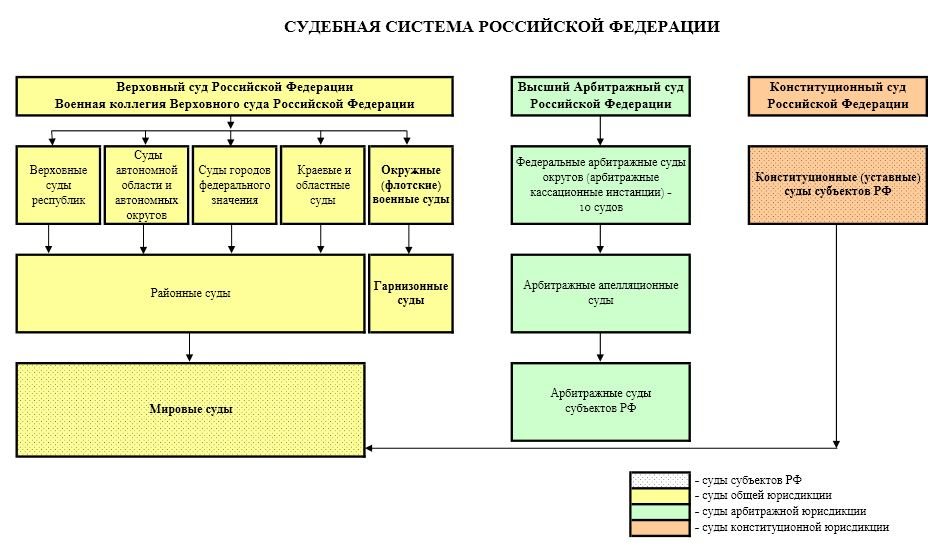 СУДЕБНАЯ СИСТЕМА РОССИЙСКОЙ ФЕДЕРАЦИИ
Верховный суд Российской Федерации
Военная коллегия Верховного суда Российской Федерации
Высший Арбитражный суд
Российской Федерации
Конституционный суд
Российской Федерации
Верховные
суды
республик
Суды
автономной
области и
автономных
округов
Суды городов
федерального
значения
Краевые и
областные
суды
Окружные
(флотские)
военные суды
Федеральные арбитражные суды
округов (арбитражные
кассационные инстанции) -
10 судов
Конституционные (уставные)
суды субъектов РФ
Районные суды
Гарнизонные
суды
Арбитражные апелляционные
суды
Мировые суды
Арбитражные суды
субъектов РФ
- суды субъектов РФ
- суды общей юрисдикции
- суды арбитражной юрисдикции
- суды конституционной юрисдикции